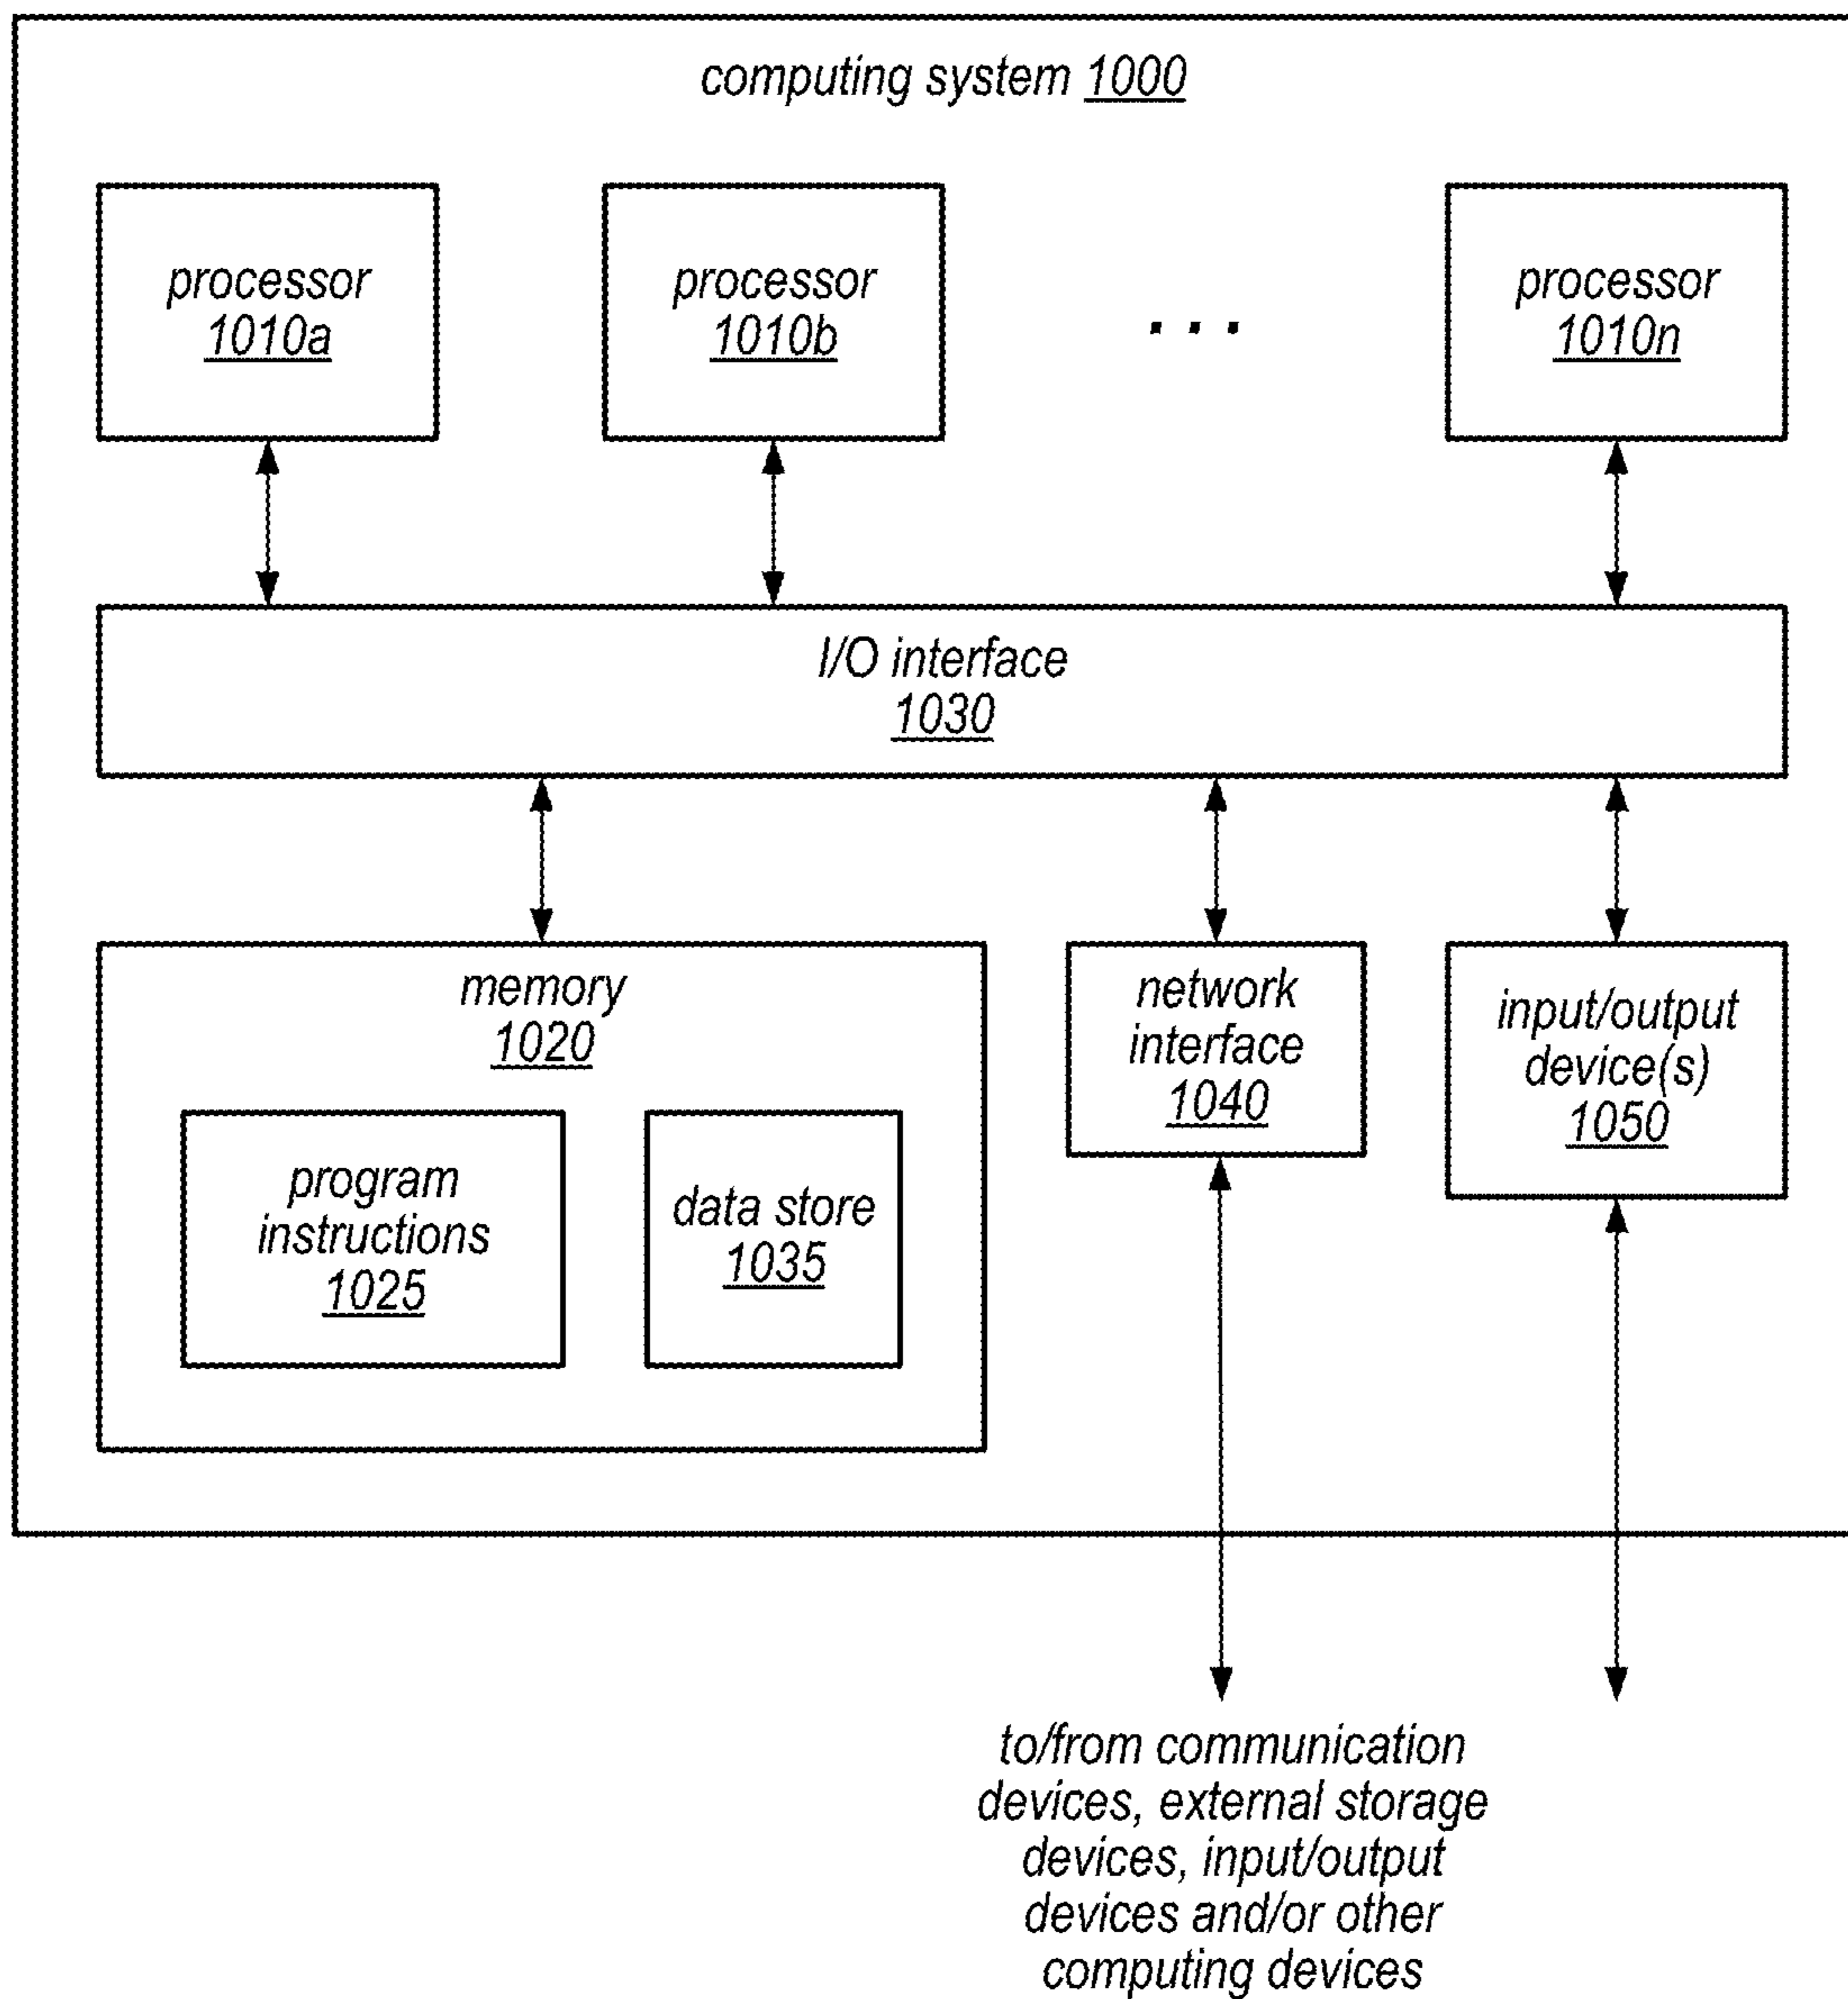 computing system 1000
processor
1010a
processor
1010b
. . .
processor
1010n
I/O interface
1030
memory
1020
program
instructions
1025
data store
1035
network
interface
1040
input/output
device(s)
1050
to/from communication
devices, external storage
devices, input/output
devices and/or other
computing devices